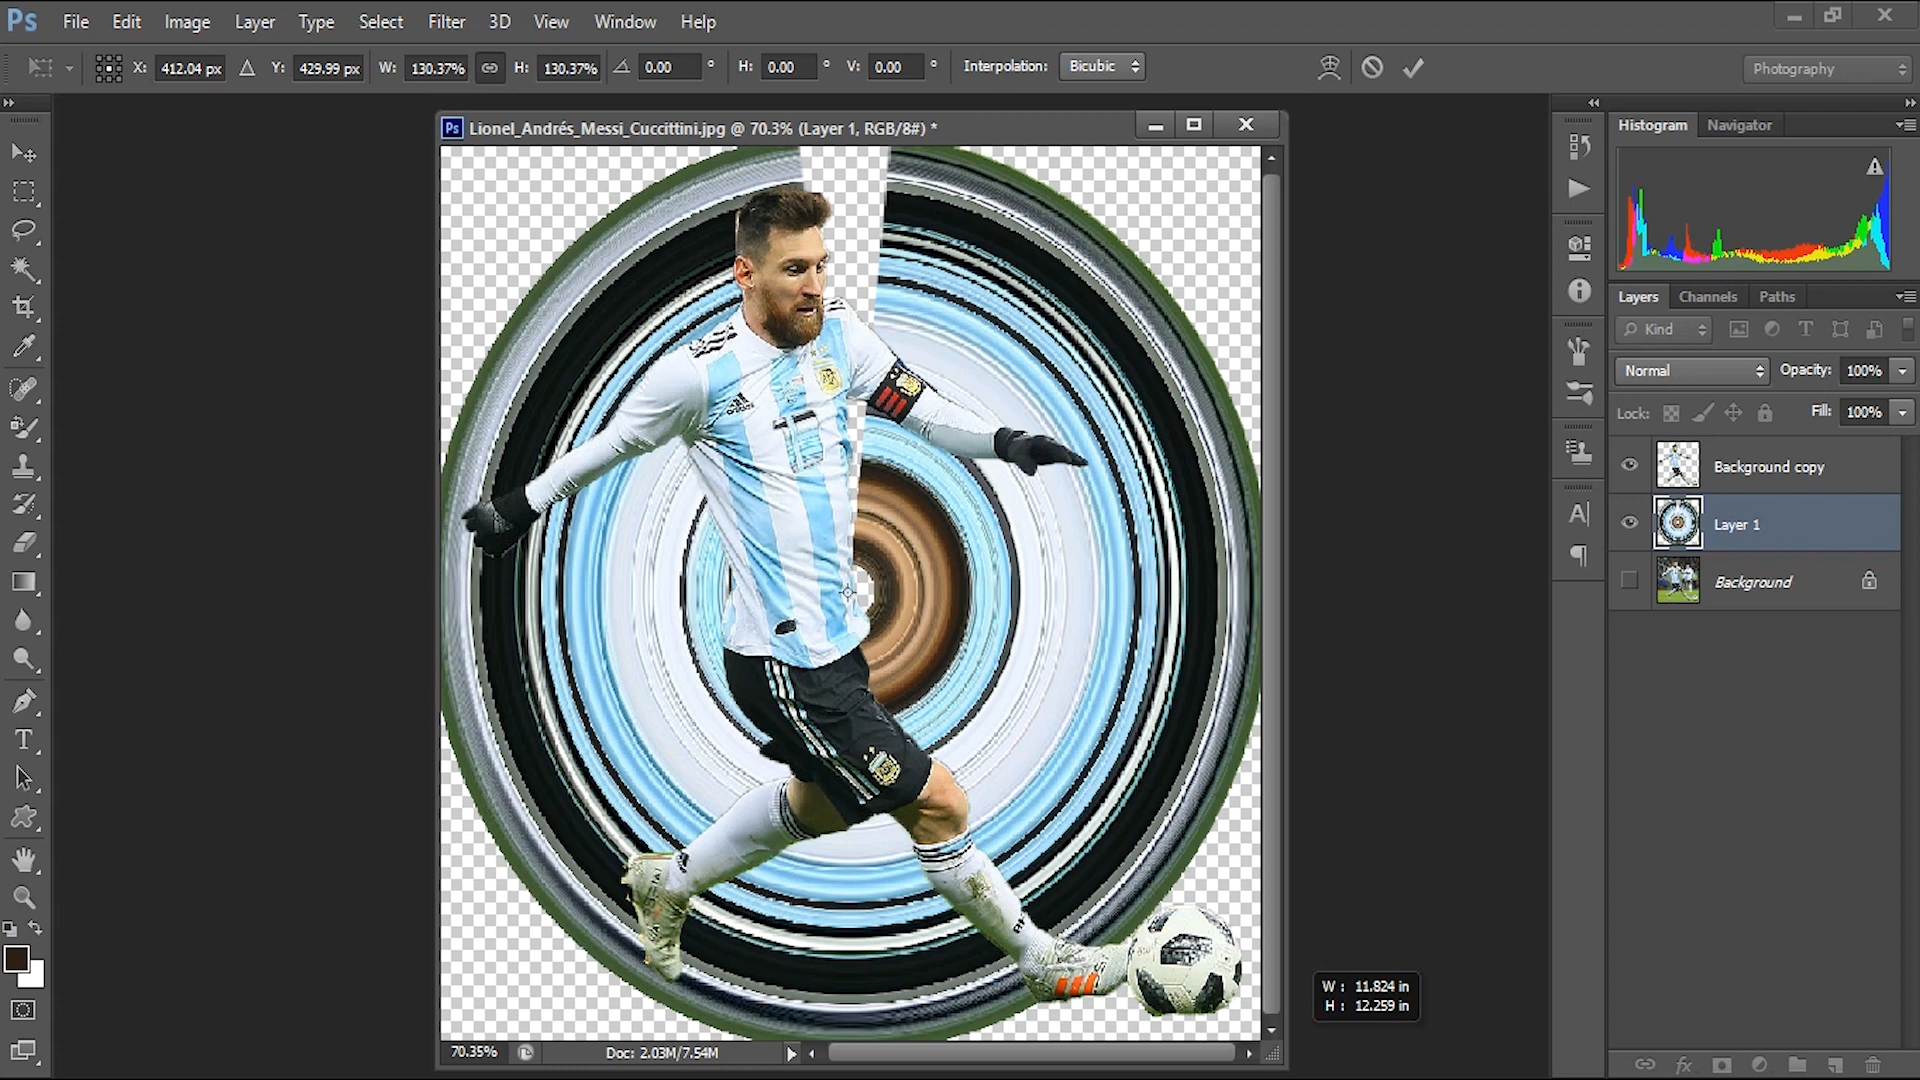 Ps File Edit Image Layer Type Select Filter 3D View Window Help
X: 412.04 px Y: 429.99 px W: 130.37% H: 130.37% 0.00 ° H: 0.00 ° V: 0.00 ° Interpolation: Bicubic Photography
Ps Lionel_Andrés_Messi_Cuccittini.jpg @ 70.3% (Layer 1, RGB/8#) *
Histogram Navigator
Layers Channels Paths
Kind
Normal Opacity: 100%
Lock: Fill: 100%
Background copy
Layer 1
Background
adidas
W : 11.824 in
H : 12.259 in
70.35% Doc: 2.03M/7.54M